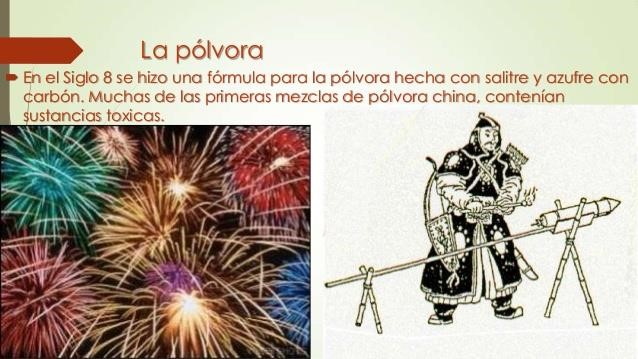 La pólvora
En el Siglo 8 se hizo una fórmula para la pólvora hecha con salitre y azufre con
carbón. Muchas de las primeras mezclas de pólvora china, contenían
sustancias toxicas.